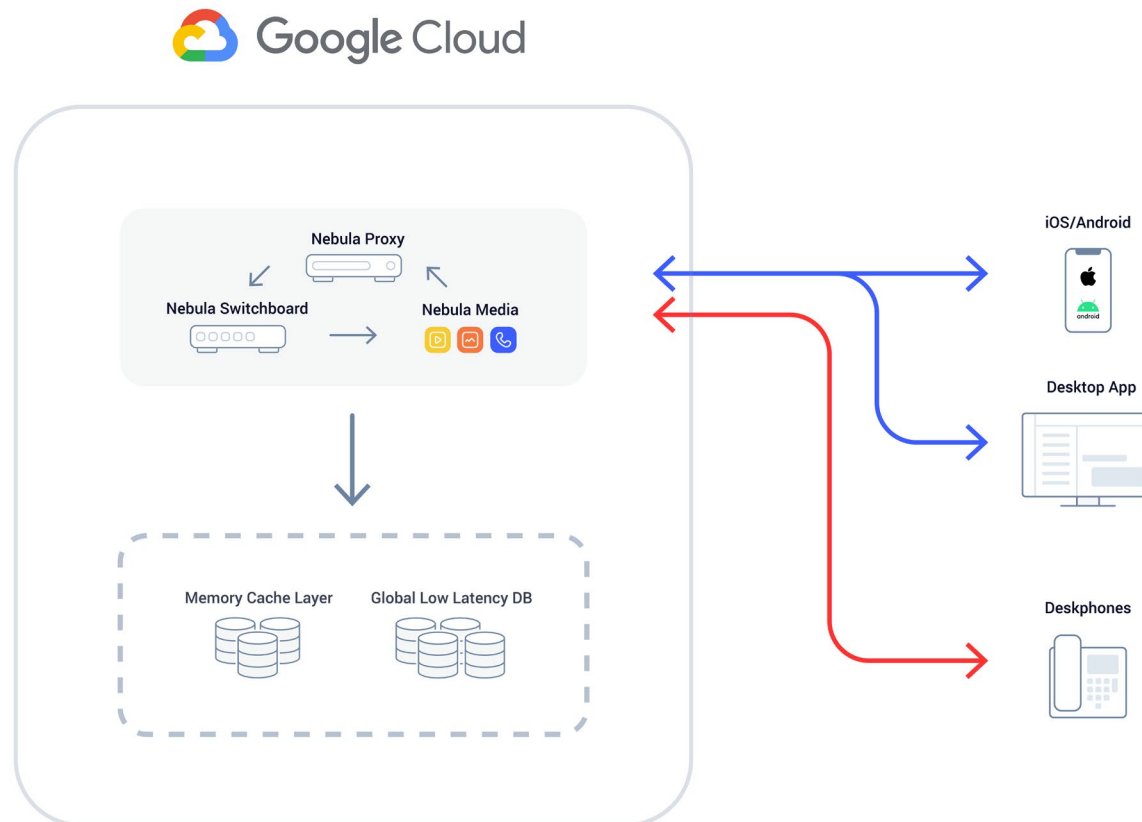 Google Cloud
Nebula Proxy
Nebula Switchboard
Nebula Media
Memory Cache Layer
Global Low Latency DB
iOS/Android
android
Desktop App
Deskphones